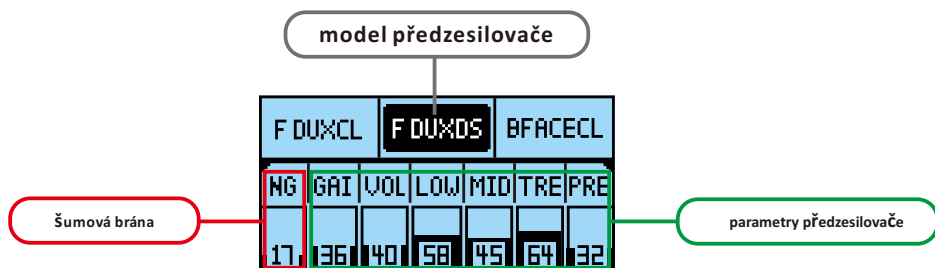 model předzesilovače
F DUXCL F DUXDS BFACECL
NG GAI VOL LOW MID TRE PRE
Šumová brána
parametry předzesilovače
17 36 40 58 45 64 32